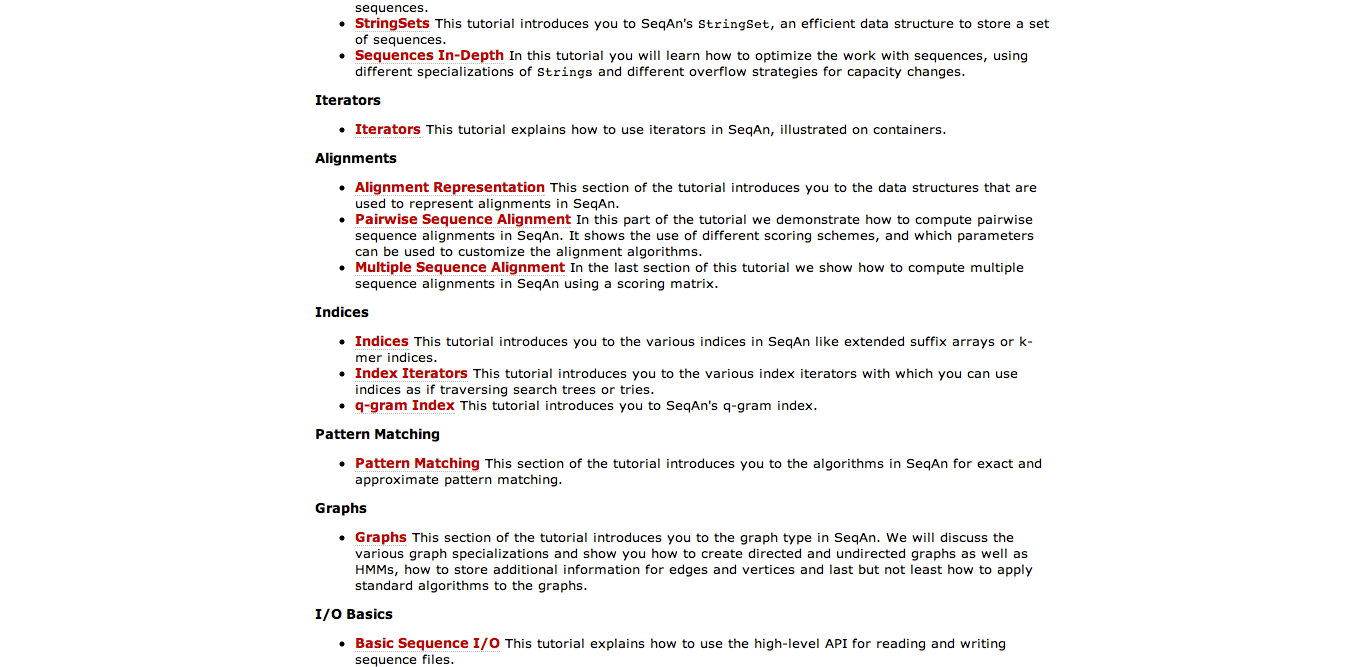 sequences.
StringSets This tutorial introduces you to SeqAn's StringSet, an efficient data structure to store a set
of sequences.
Sequences In-Depth In this tutorial you will learn how to optimize the work with sequences, using
different specializations of Strings and different overflow strategies for capacity changes.
Iterators
Iterators This tutorial explains how to use iterators in SeqAn, illustrated on containers.
Alignments
Alignment Representation This section of the tutorial introduces you to the data structures that are
used to represent alignments in SeqAn.
Pairwise Sequence Alignment In this part of the tutorial we demonstrate how to compute pairwise
sequence alignments in SeqAn. It shows the use of different scoring schemes, and which parameters
can be used to customize the alignment algorithms.
Multiple Sequence Alignment In the last section of this tutorial we show how to compute multiple
sequence alignments in SeqAn using a scoring matrix.
Indices
Indices This tutorial introduces you to the various indices in SeqAn like extended suffix arrays or k-
mer indices.
Index Iterators This tutorial introduces you to the various index iterators with which you can use
indices as if traversing search trees or tries.
q-gram Index This tutorial introduces you to SeqAn's q-gram index.
Pattern Matching
Pattern Matching This section of the tutorial introduces you to the algorithms in SeqAn for exact and
approximate pattern matching.
Graphs
Graphs This section of the tutorial introduces you to the graph type in SeqAn. We will discuss the
various graph specializations and show you how to create directed and undirected graphs as well as
HMMs, how to store additional information for edges and vertices and last but not least how to apply
standard algorithms to the graphs.
I/O Basics
Basic Sequence I/O This tutorial explains how to use the high-level API for reading and writing
sequence files.